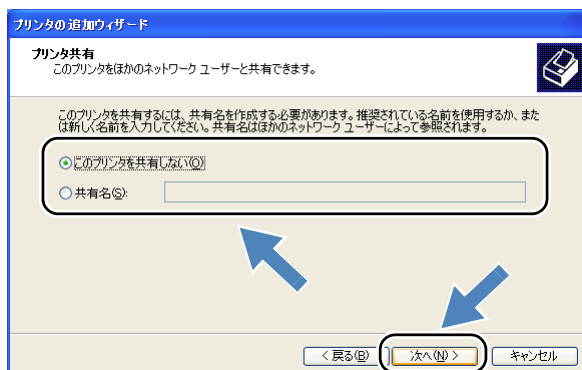 プリンタの追加ウィザード
プリンタ共有
このプリンタをほかのネットワーク ユーザーと共有できます。
このプリンタを共有するには、共有名を作成する必要があります。推奨されている名前を使用するか、また
は新しく名前を入力してください。共有名はほかのネットワーク ユーザーによって参照されます。
このプリンタを共有しない(O)
共有名(S):
< 戻る(B) 次へ(N) > キャンセル